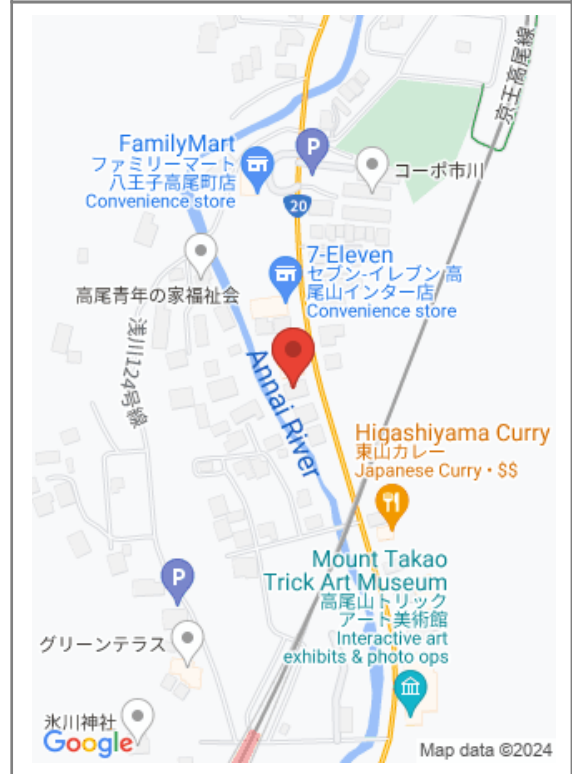 京王高尾線
FamilyMart
ファミリーマート
八王子高尾町店
Convenience store
P
コーポ市川
20
7-Eleven
セブン-イレブン 高
尾山インター店
Convenience store
高尾青年の家福祉会
浅川124号線
Annai River
Higashiyama Curry
東山カレー
Japanese Curry • $$
Mount Takao
Trick Art Museum
高尾山トリック
アート美術館
Interactive art
exhibits & photo ops
P
グリーンテラス
氷川神社
Google
Map data ©2024